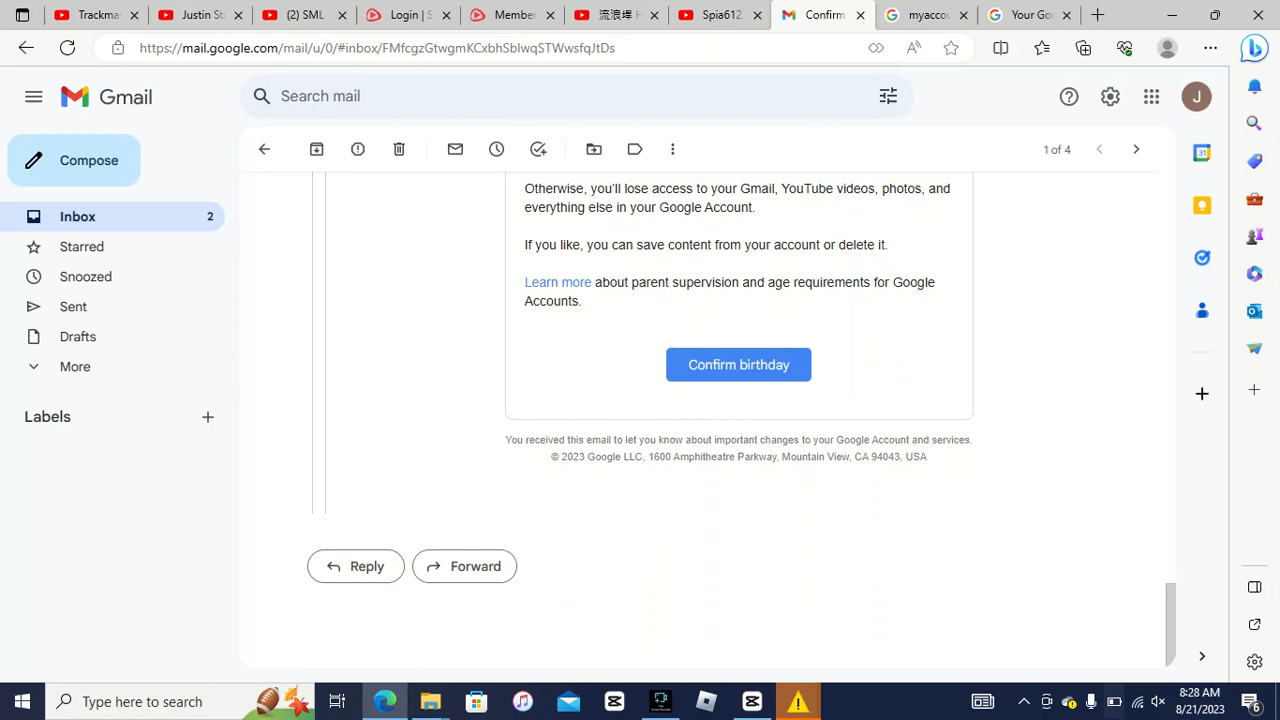 Trackma
Justin St
(2) SML -
Login | S
Member
流浪埠 H
Spia612
Confirm
myaccou
Your Goo
https://mail.google.com/mail/u/0/#inbox/FMfcgzGtwgmKCxbhSblwqSTWwsfqJtDs
Gmail
Search mail
J
Compose
1 of 4
Inbox 2
Starred
Snoozed
Sent
Drafts
More
Labels
Otherwise, you'll lose access to your Gmail, YouTube videos, photos, and
everything else in your Google Account.
If you like, you can save content from your account or delete it.
Learn more about parent supervision and age requirements for Google
Accounts.
Confirm birthday
You received this email to let you know about important changes to your Google Account and services.
© 2023 Google LLC, 1600 Amphitheatre Parkway, Mountain View, CA 94043, USA
Reply
Forward
31
Type here to search
8:28 AM
8/21/2023
6